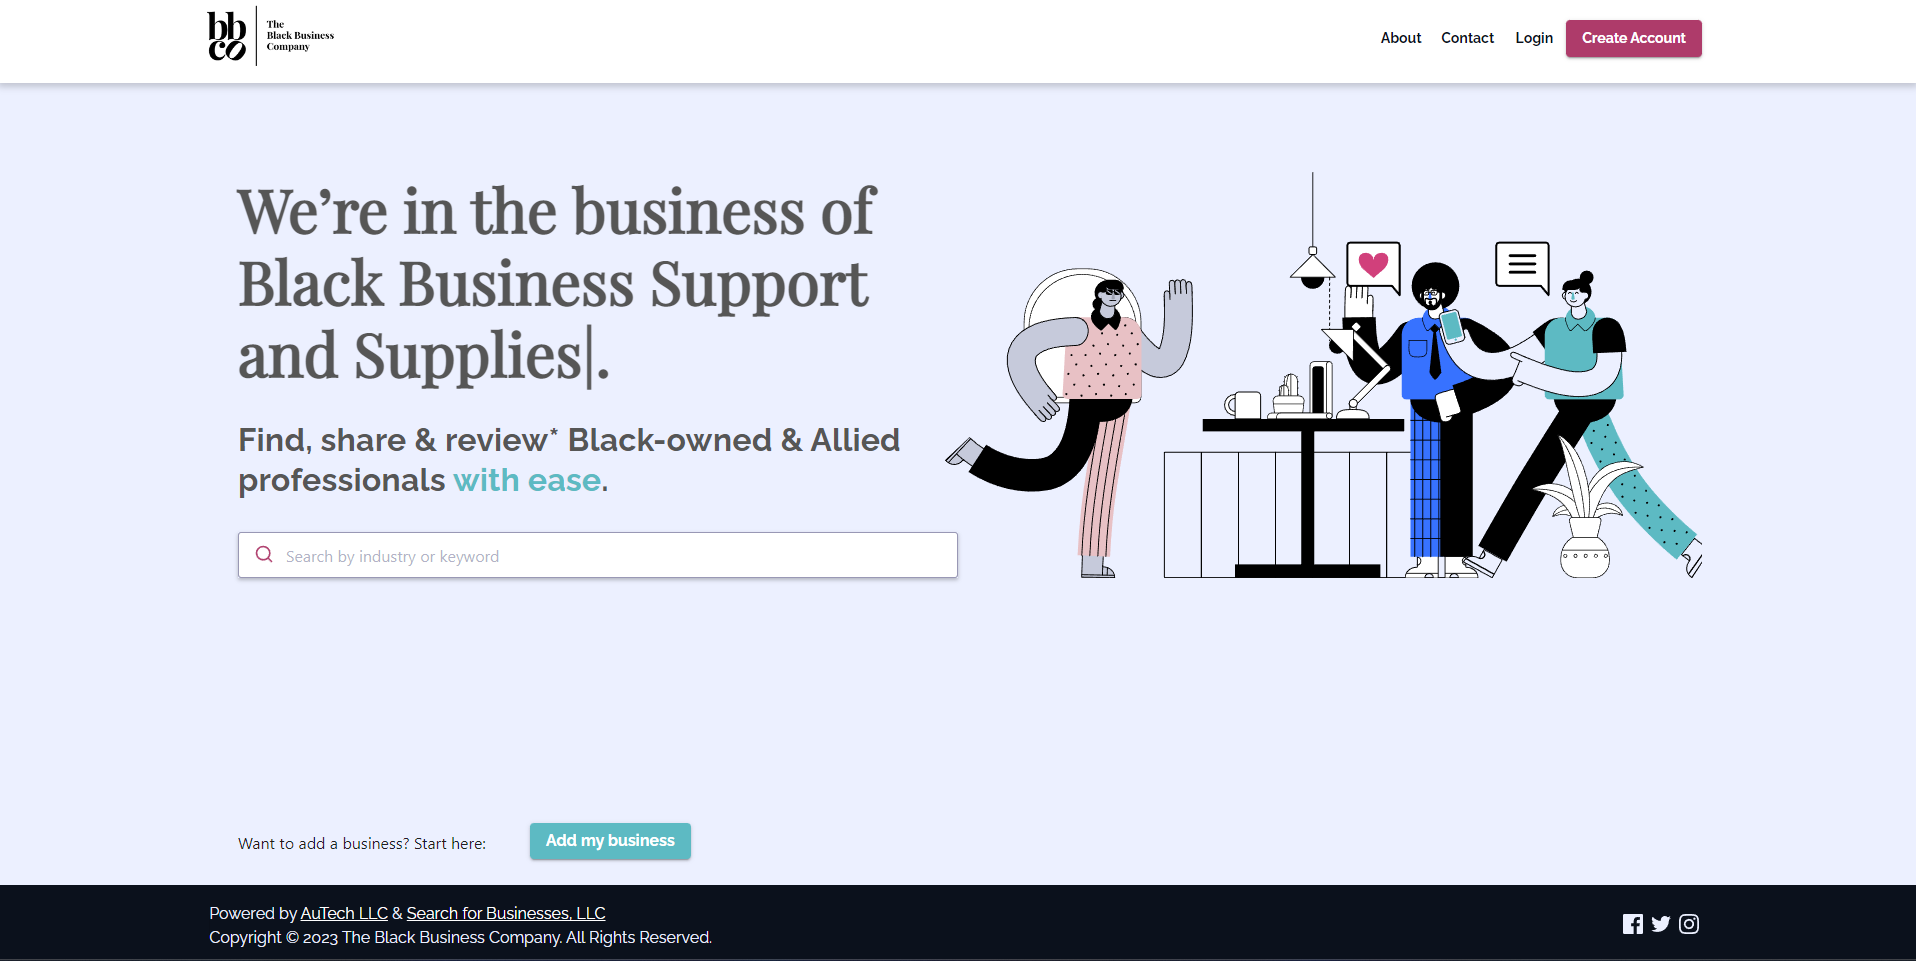 bb
co
The
Black Business
Company
About Contact Login Create Account
We’re in the business of
Black Business Support
and Supplies|.
Find, share & review* Black-owned & Allied
professionals with ease.
Search by industry or keyword
Want to add a business? Start here: Add my business
Powered by AuTech LLC & Search for Businesses, LLC
Copyright © 2023 The Black Business Company. All Rights Reserved.